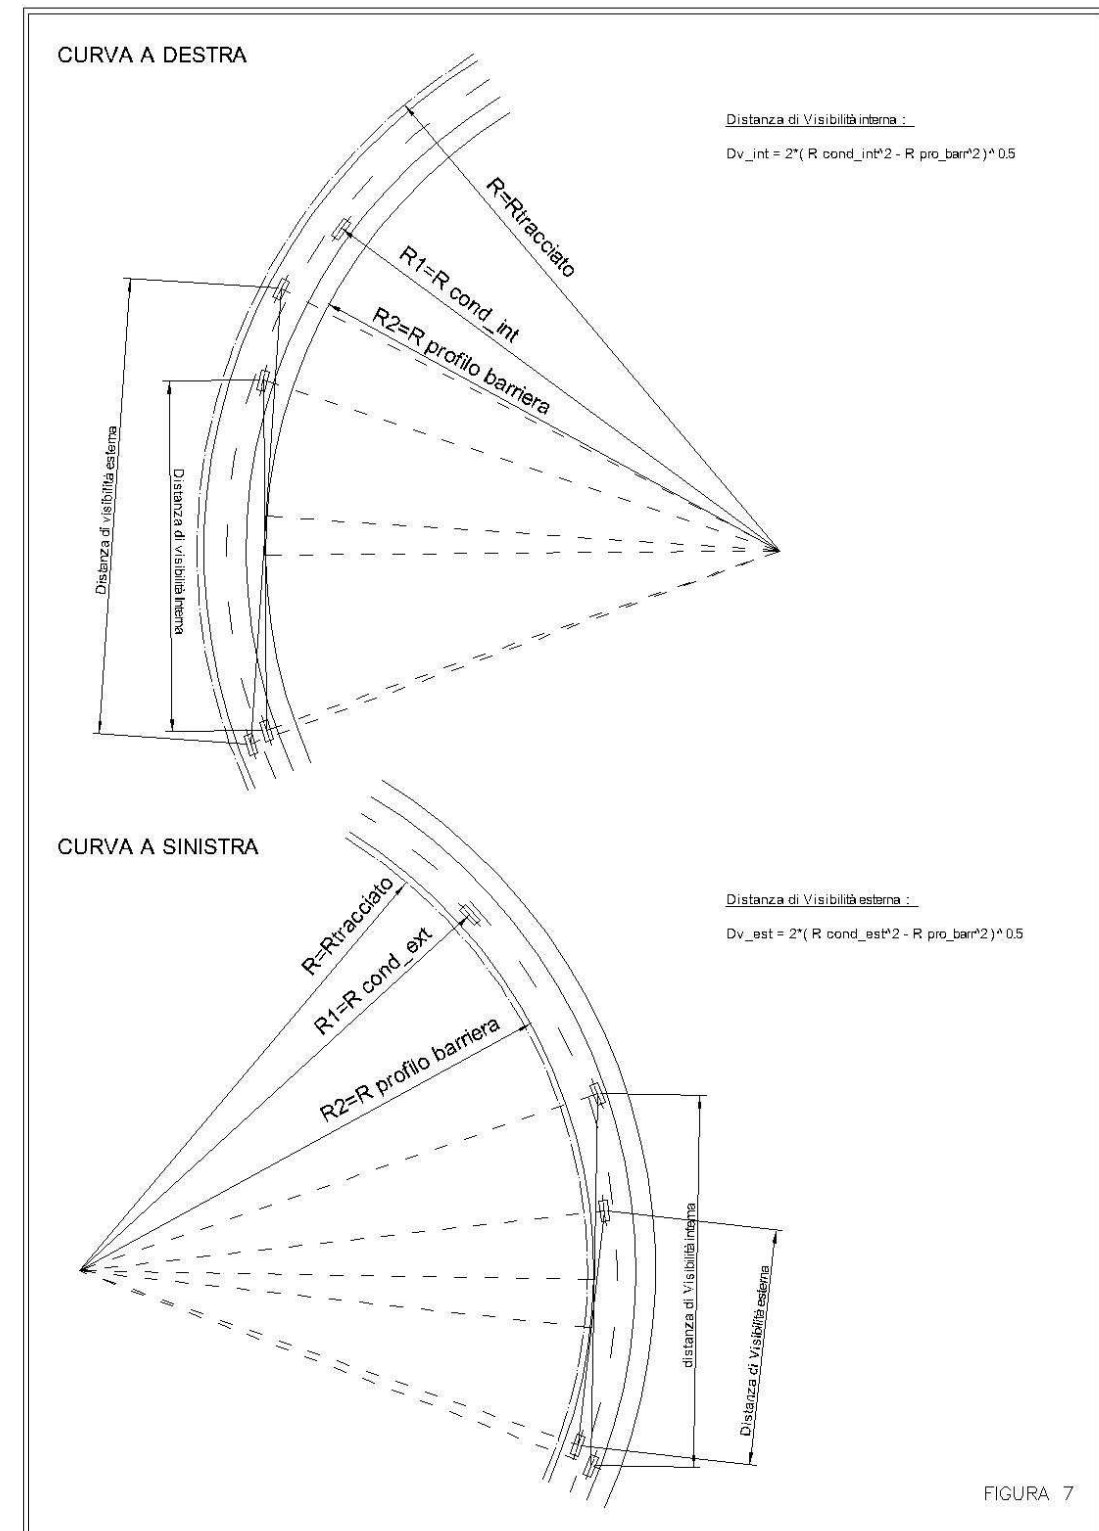 CURVA A DESTRA
Distanza di Visibilità interna :
Dv_int = 2*( R cond_int^2 - R pro_barr^2 )^ 0.5
R=Rtracciato
R1=R cond_int
R2=R profilo barriera
Distanza di visibilità esterna
Distanza di visibilità Interna
CURVA A SINISTRA
Distanza di Visibilità esterna :
Dv_est = 2*( R cond_est^2 - R pro_barr^2 )^ 0.5
R=Rtracciato
R1=R cond_ext
R2=R profilo barriera
distanza di Visibilità interna
Distanza di Visibilità esterna
FIGURA 7